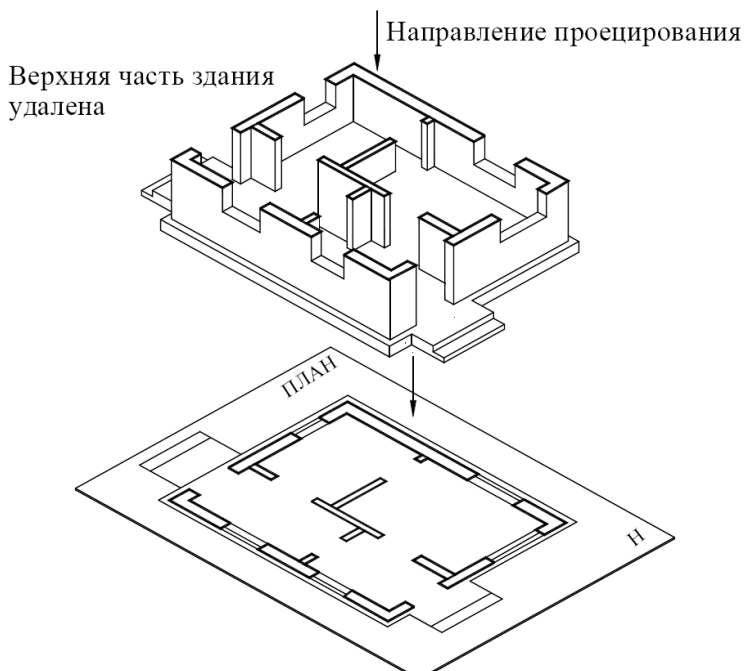 Направление проецирования
Верхняя часть здания
удалена
ПЛАН
Н